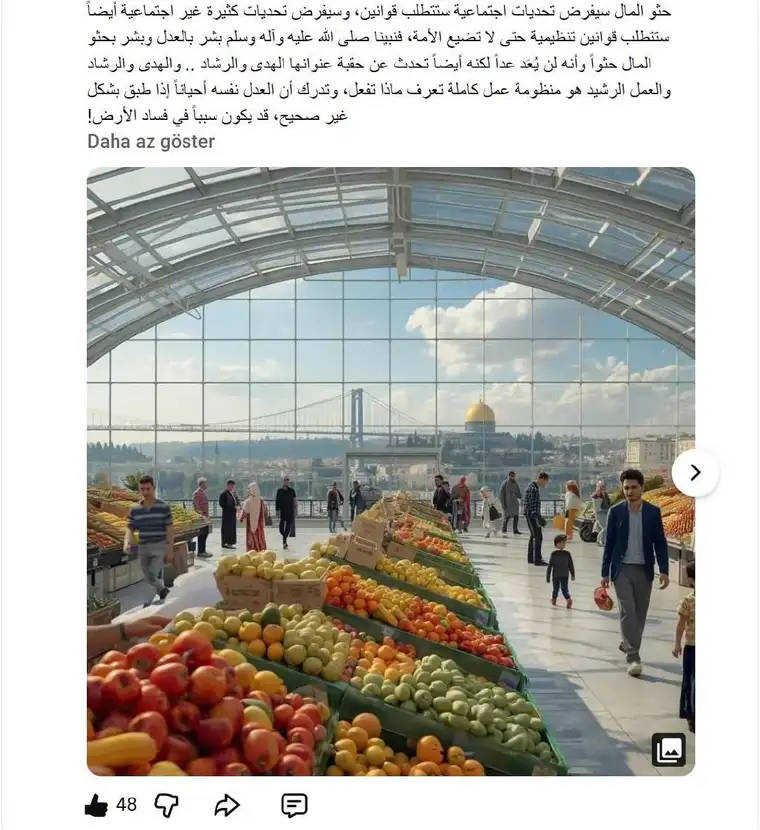 حثو المال سيفرض تحديات اجتماعية ستتطلب قوانين، وسيفرض تحديات كثيرة غير اجتماعية أيضاً
ستتطلب قوانين تنظيمية حتى لا تضيع الأمة، فنبينا صلى الله عليه وآله وسلم بشر بالعدل وبشر بحثو
المال حثواً وأنه لن يُعَد عداً لكنه أيضاً تحدث عن حقبة عنوانها الهدى والرشاد .. والهدى والرشاد
والعمل الرشيد هو منظومة عمل كاملة تعرف ماذا تفعل، وتدرك أن العدل نفسه أحياناً إذا طبق بشكل
غير صحيح، قد يكون سبباً في فساد الأرض!
Daha az göster
48